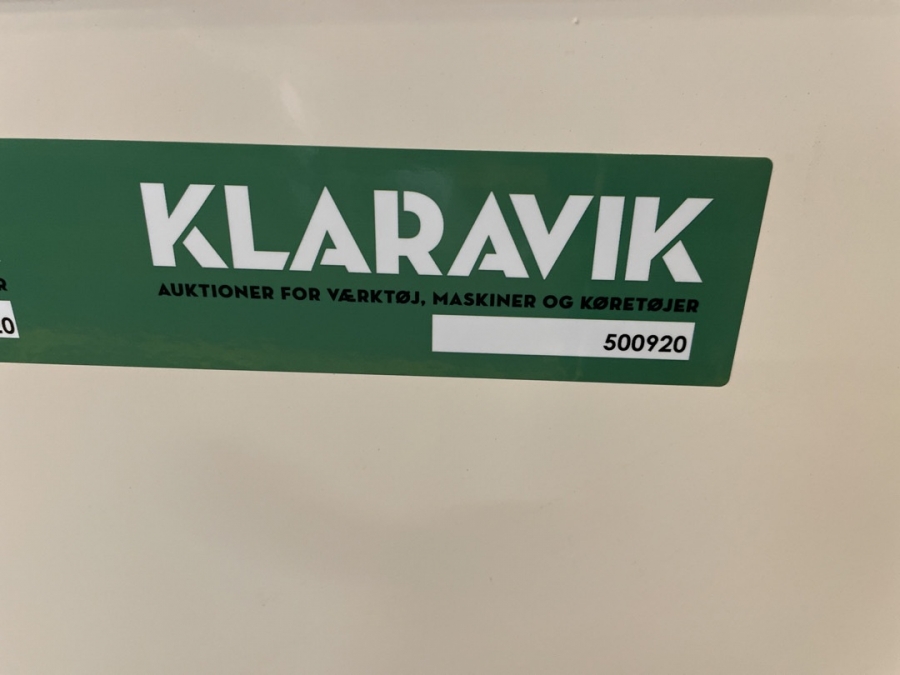 KLARAVIK
AUKTIONER FOR VÆRKTØJ, MASKINER OG KØRETØJER
500920